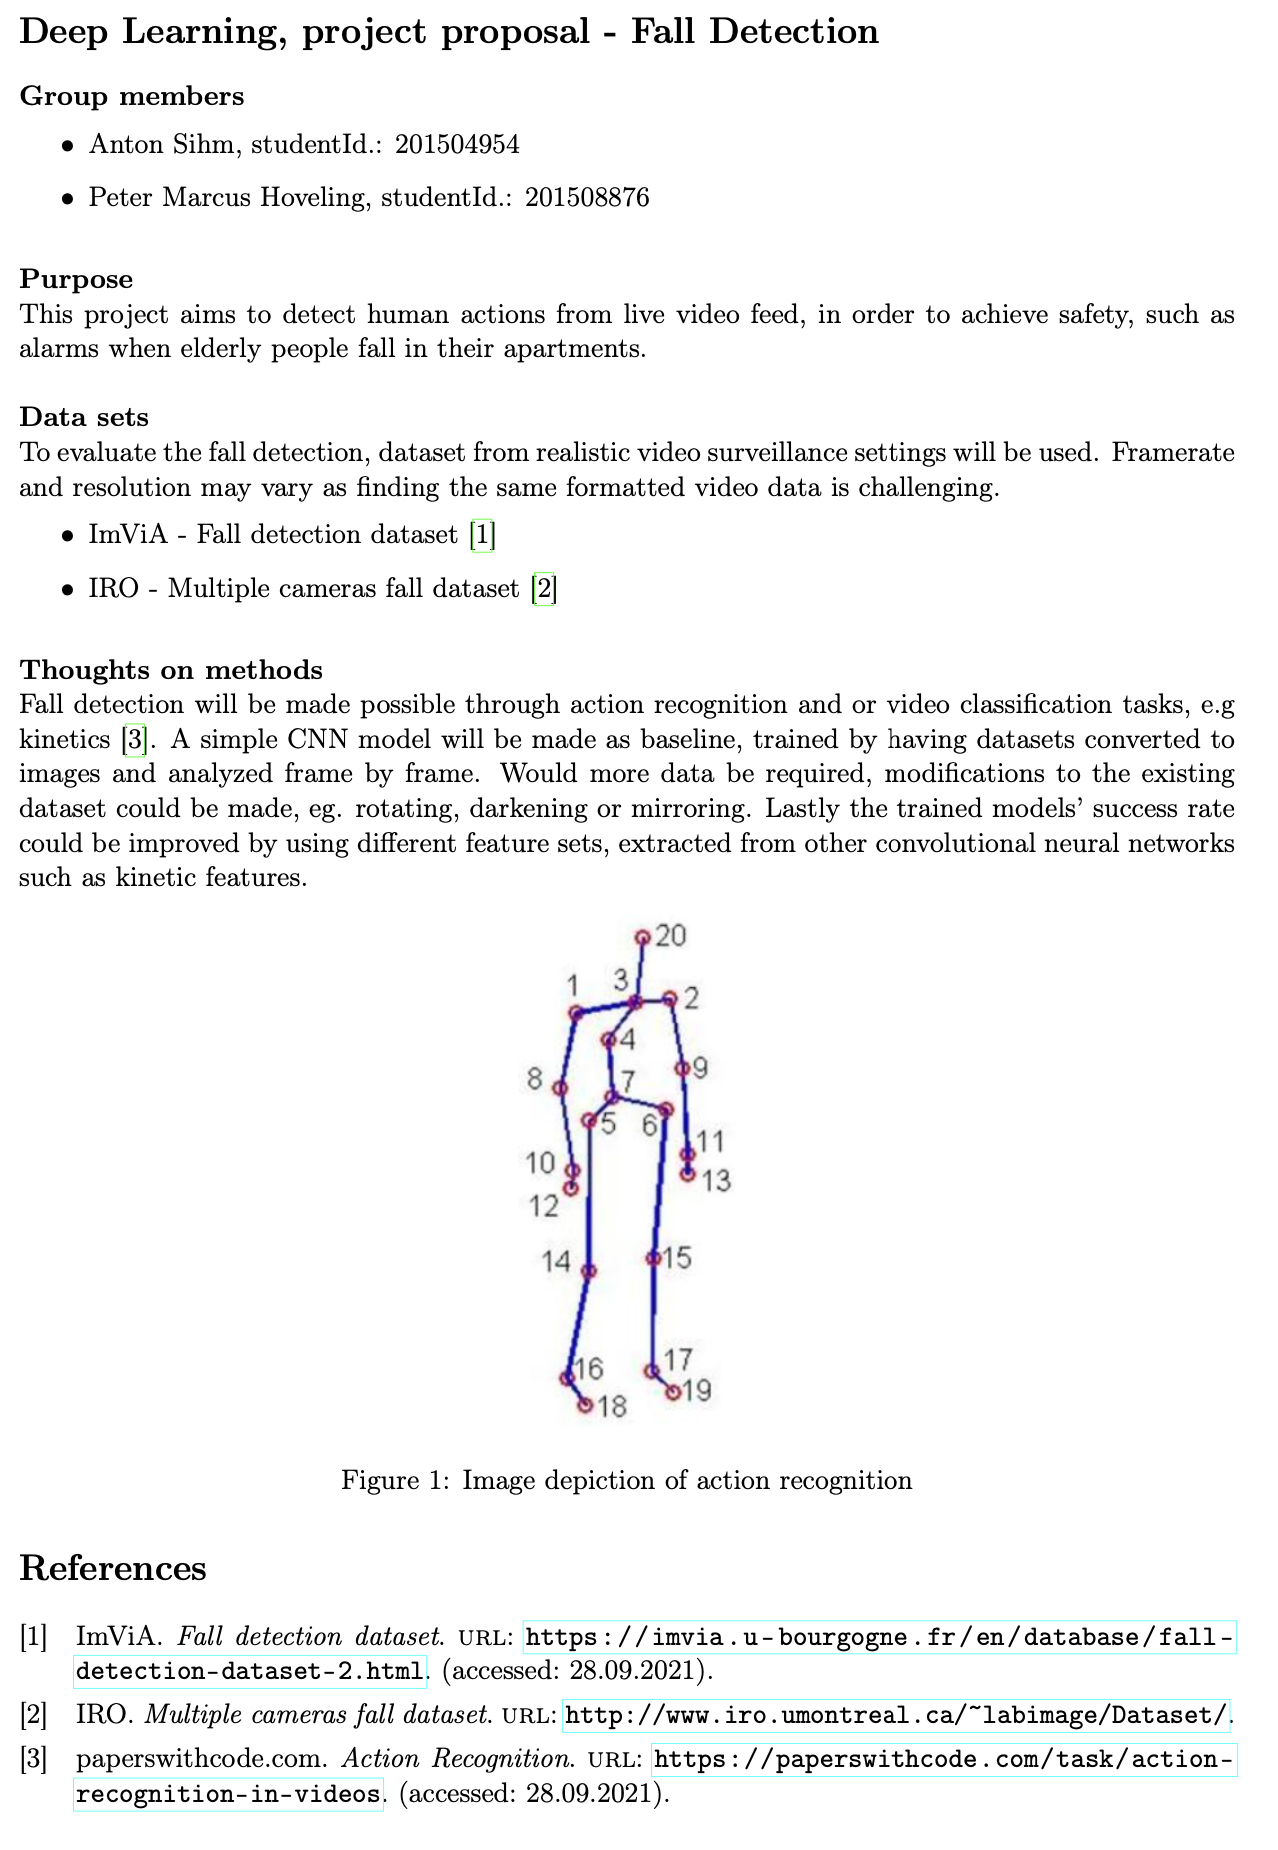 Deep Learning, project proposal - Fall Detection
Group members
• Anton Sihm, studentId.: 201504954
• Peter Marcus Hoveling, studentId.: 201508876
Purpose
This project aims to detect human actions from live video feed, in order to achieve safety, such as
alarms when elderly people fall in their apartments.
Data sets
To evaluate the fall detection, dataset from realistic video surveillance settings will be used. Framerate
and resolution may vary as finding the same formatted video data is challenging.
• ImViA - Fall detection dataset [1]
• IRO - Multiple cameras fall dataset [2]
Thoughts on methods
Fall detection will be made possible through action recognition and or video classification tasks, e.g
kinetics [3]. A simple CNN model will be made as baseline, trained by having datasets converted to
images and analyzed frame by frame. Would more data be required, modifications to the existing
dataset could be made, eg. rotating, darkening or mirroring. Lastly the trained models' success rate
could be improved by using different feature sets, extracted from other convolutional neural networks
such as kinetic features.
20
1 3 2
4
8 7 9
5 6
10 11
12 13
14 15
16 17
18 19
Figure 1: Image depiction of action recognition
References
[1] ImViA. Fall detection dataset. URL: https://imvia.u-bourgogne.fr/en/database/fall-
detection-dataset-2.html. (accessed: 28.09.2021).
[2] IRO. Multiple cameras fall dataset. URL: http://www.iro.umontreal.ca/~labimage/Dataset/.
[3] paperswithcode.com. Action Recognition. URL: https://paperswithcode.com/task/action-
recognition-in-videos. (accessed: 28.09.2021).